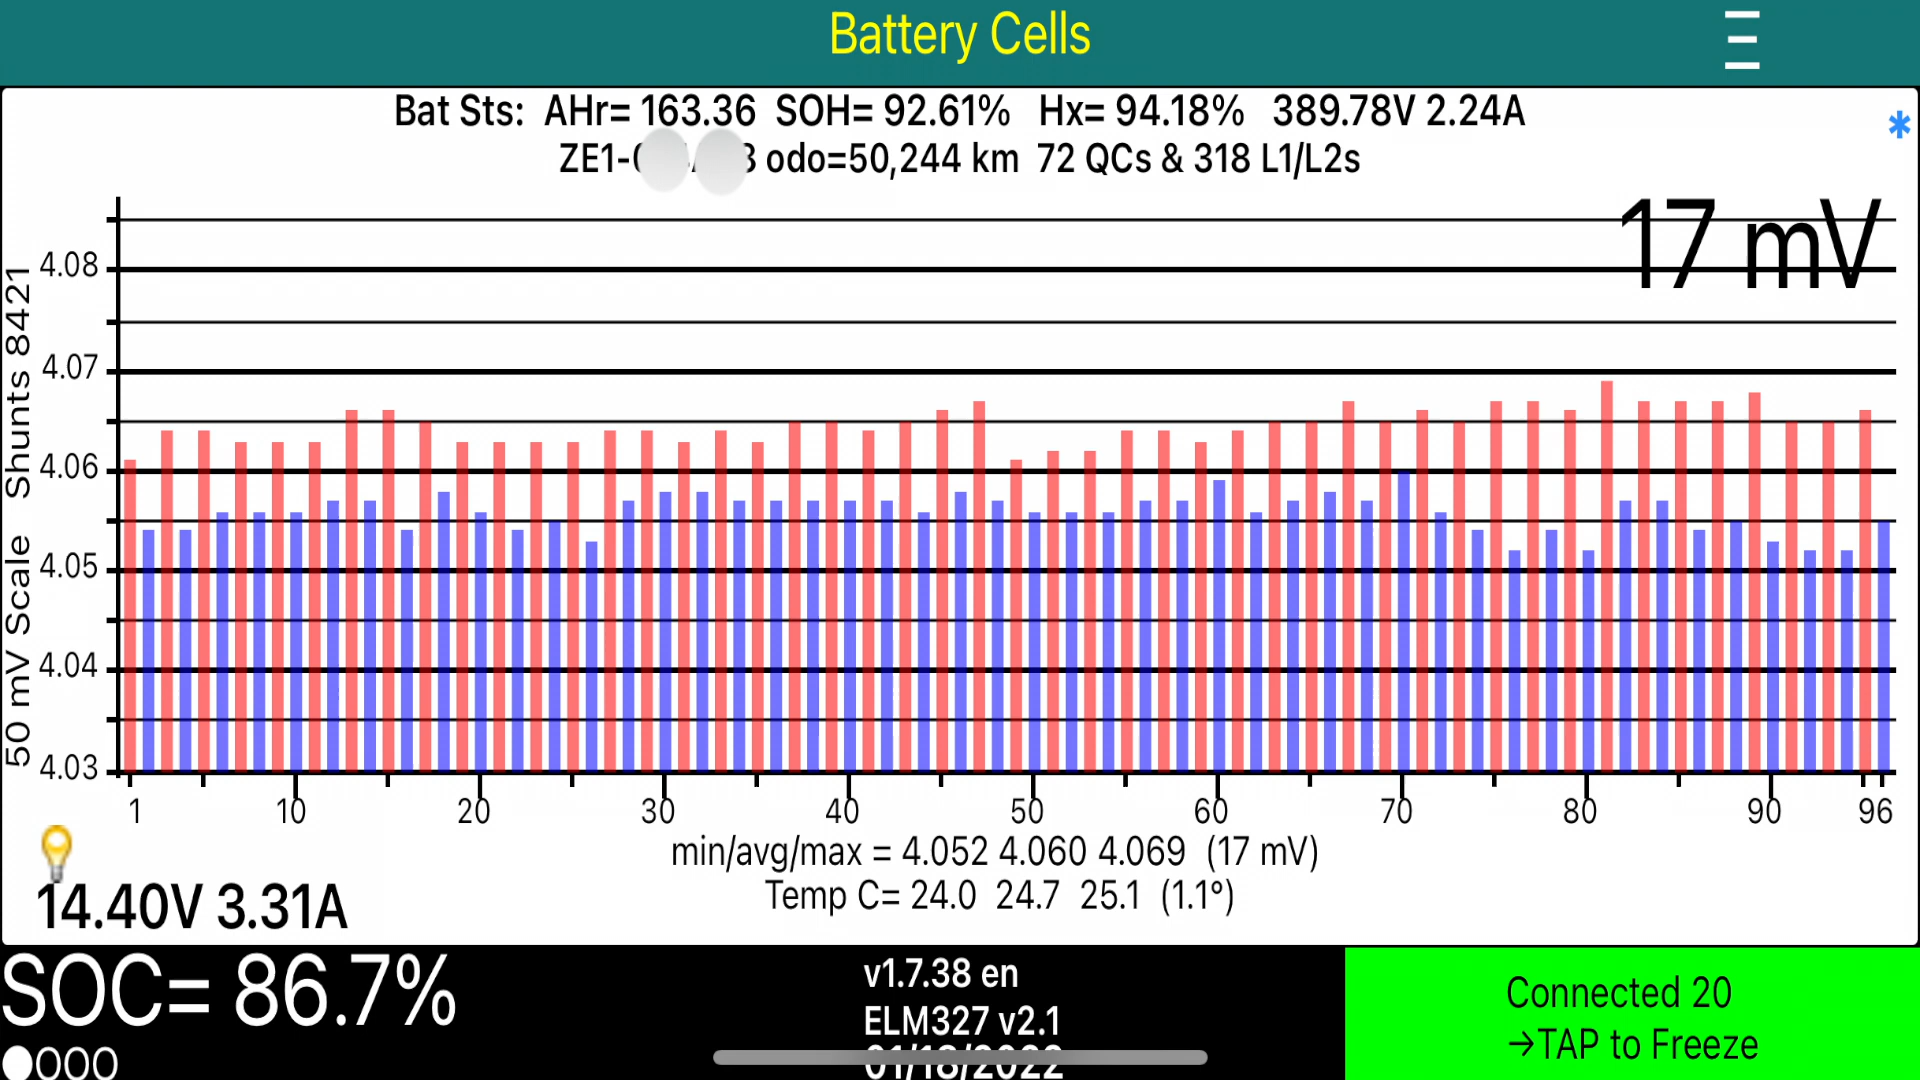 Battery Cells
Bat Sts: AHr= 163.36 SOH= 92.61% Hx= 94.18% 389.78V 2.24A
ZE1- odo=50,244 km 72 QCs & 318 L1/L2s
17 mV
50 mV Scale Shunts 8421
4.08
4.07
4.06
4.05
4.04
4.03
1 10 20 30 40 50 60 70 80 90 96
min/avg/max = 4.052 4.060 4.069 (17 mV)
Temp C= 24.0 24.7 25.1 (1.1°)
14.40V 3.31A
SOC= 86.7%
v1.7.38 en
ELM327 v2.1
01/18/2022
Connected 20
→TAP to Freeze